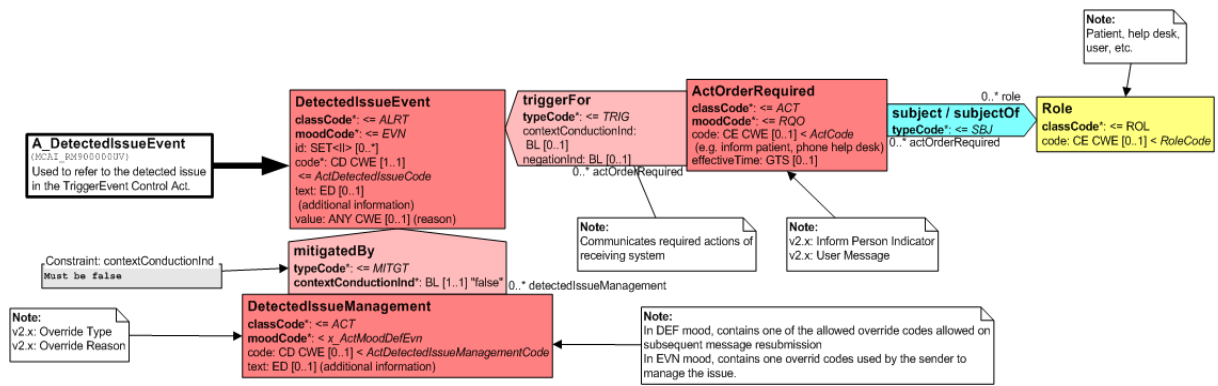 Note:
Patient, help desk,
user, etc.
A_DetectedIssueEvent
(MCAI_RM900000UV)
Used to refer to the detected issue
in the TriggerEvent Control Act.
DetectedIssueEvent
classCode*: <= ALRT
moodCode*: <= EVN
id: SET<II> [0..*]
code*: CD CWE [1..1]
<= ActDetectedIssueCode
text: ED [0..1]
(additional information)
value: ANY CWE [0..1] (reason)
triggerFor
typeCode*: <= TRIG
contextConductionInd:
BL [0..1]
negationInd: BL [0..1]
0..* actOrderRequired
ActOrderRequired
classCode*: <= ACT
moodCode*: <= RQO
code: CE CWE [0..1] < ActCode
(e.g. inform patient, phone help desk)
effectiveTime: GTS [0..1]
0..* role
subject / subjectOf
typeCode*: <= SBJ
0..* actOrderRequired
Role
classCode*: <= ROL
code: CE CWE [0..1] < RoleCode
Note:
Communicates required actions of
receiving system
Note:
v2.x: Inform Person Indicator
v2.x: User Message
Constraint: contextConductionInd
Must be false
mitigatedBy
typeCode*: <= MITGT
contextConductionInd*: BL [1..1] "false"
0..* detectedIssueManagement
Note:
v2.x: Override Type
v2.x: Override Reason
DetectedIssueManagement
classCode*: <= ACT
moodCode*: < x_ActMoodDefEvn
code: CD CWE [0..1] < ActDetectedIssueManagementCode
text: ED [0..1] (additional information)
Note:
In DEF mood, contains one of the allowed override codes allowed on
subsequent message resubmission
In EVN mood, contains one overrid codes used by the sender to
manage the issue.